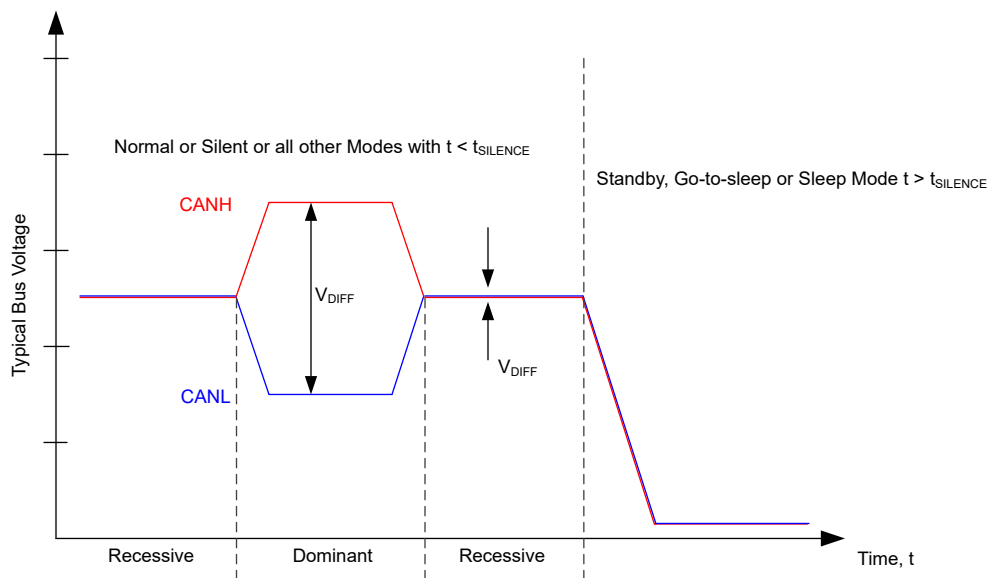 Normal or Silent or all other Modes with t < tSILENCE
Standby, Go-to-sleep or Sleep Mode t > tSILENCE
CANH
Typical Bus Voltage
VDIFF
VDIFF
CANL
Recessive
Dominant
Recessive
Time, t